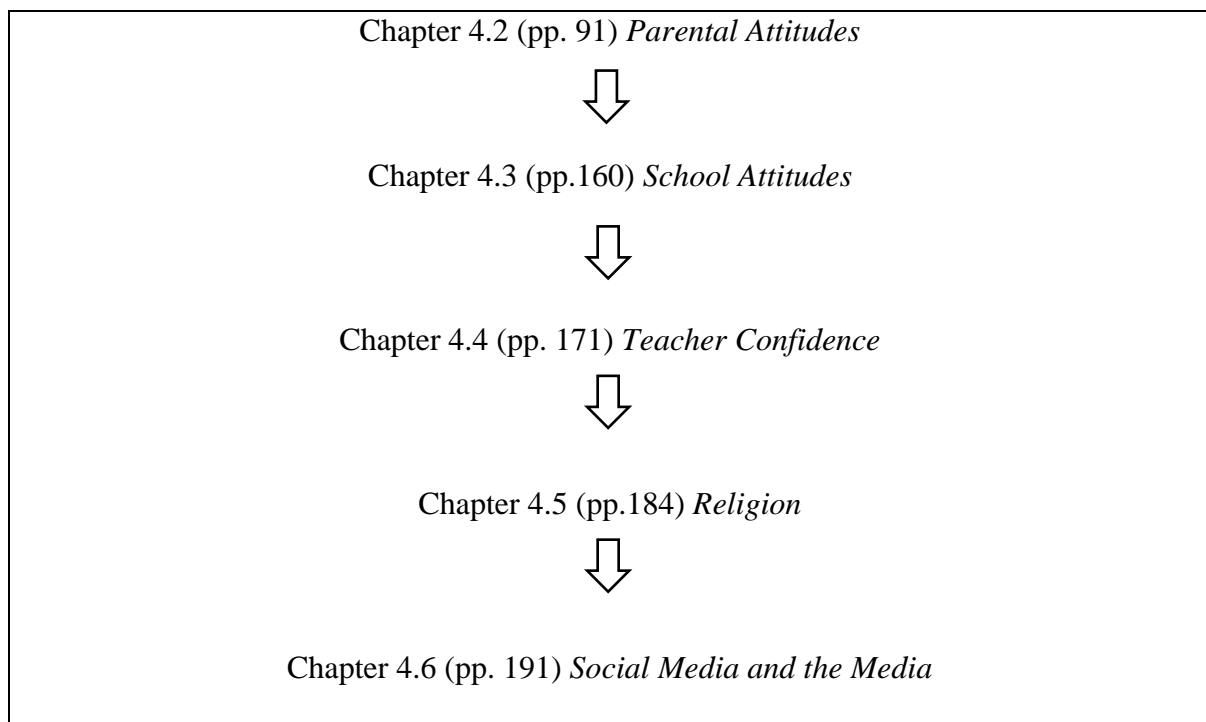 Chapter 4.2 (pp. 91) Parental Attitudes
Chapter 4.3 (pp.160) School Attitudes
Chapter 4.4 (pp. 171) Teacher Confidence
Chapter 4.5 (pp.184) Religion
Chapter 4.6 (pp. 191) Social Media and the Media